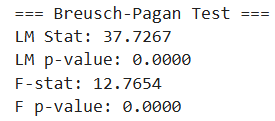 === Breusch-Pagan Test ===
LM Stat: 37.7267
LM p-value: 0.0000
F-stat: 12.7654
F p-value: 0.0000